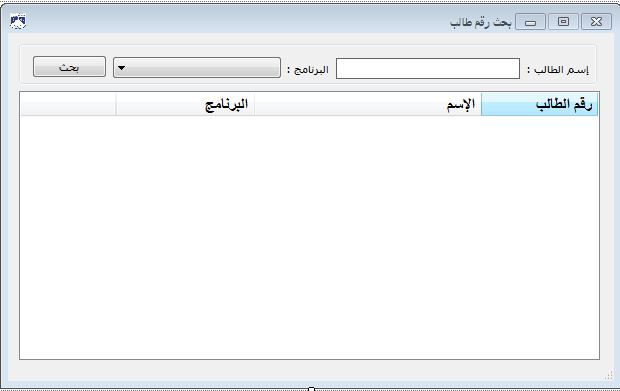 بحث رقم طالب
إسم الطالب : البرنامج : بحث
رقم الطالب الإسم البرنامج